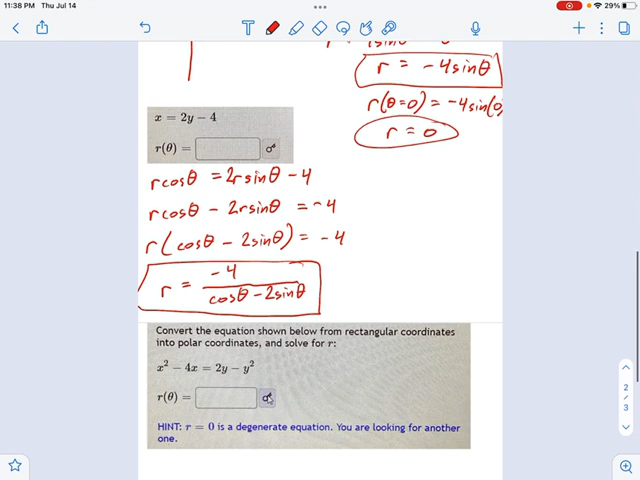 11:38 PM Thu Jul 14
29%
r = -4sinθ
r(θ=0) = -4sin(0)
r = 0
x = 2y - 4
r(θ) =
rcosθ = 2rsinθ - 4
rcosθ - 2rsinθ = -4
r(cosθ - 2sinθ) = -4
r = -4 / cosθ - 2sinθ
Convert the equation shown below from rectangular coordinates
into polar coordinates, and solve for r:
x² - 4x = 2y - y²
r(θ) =
HINT: r = 0 is a degenerate equation. You are looking for another
one.
2
/
3